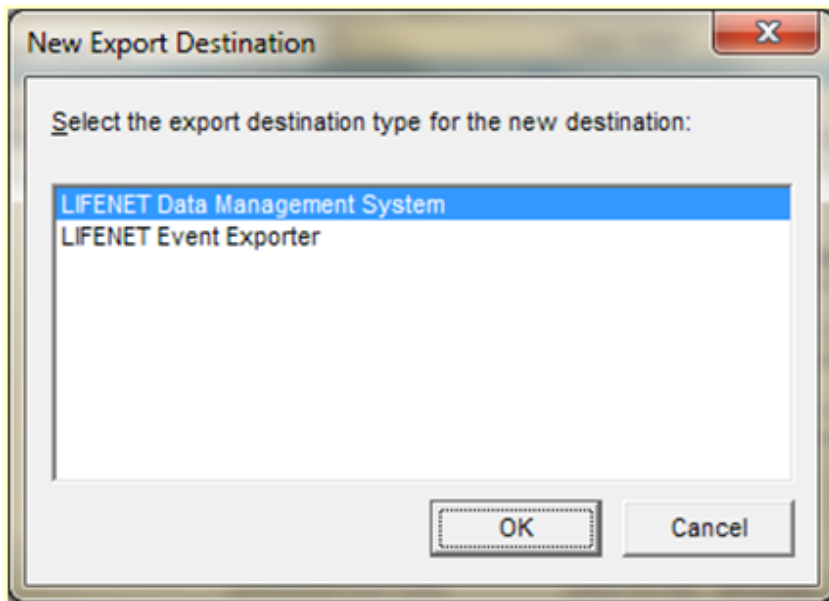 New Export Destination
Select the export destination type for the new destination:
LIFENET Data Management System
LIFENET Event Exporter
OK
Cancel